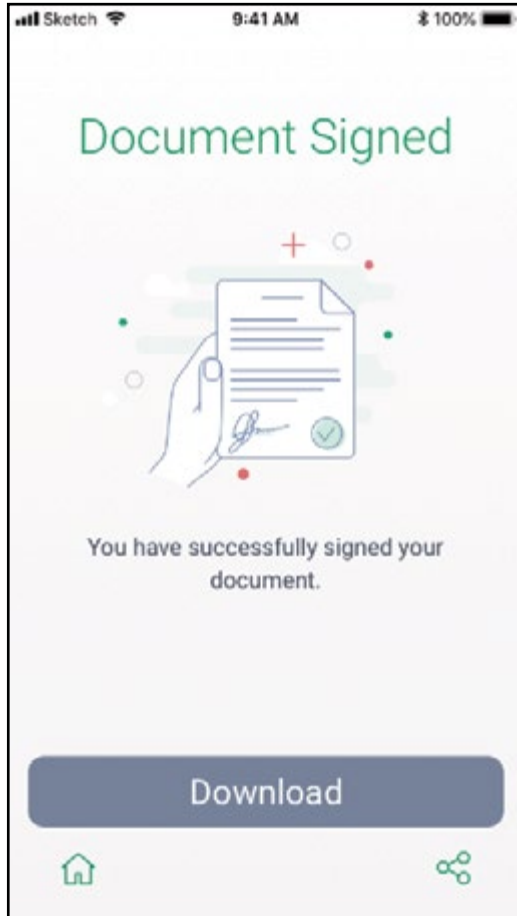 Sketch 9:41 AM 100%
Document Signed
You have successfully signed your
document.
Download